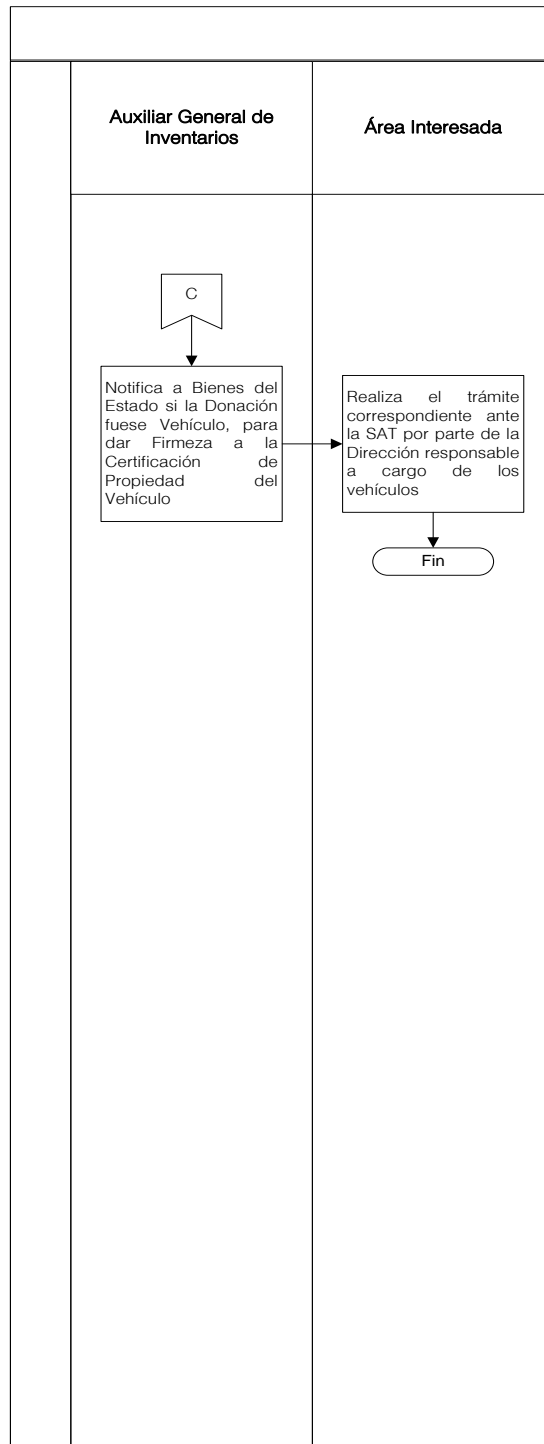 Auxiliar General de
Inventarios
Área Interesada
C
Notifica a Bienes del
Estado si la Donación
fuese Vehículo, para
dar Firmeza a la
Certificación de
Propiedad del
Vehículo
Realiza el trámite
correspondiente ante
la SAT por parte de la
Dirección responsable
a cargo de los
vehículos
Fin